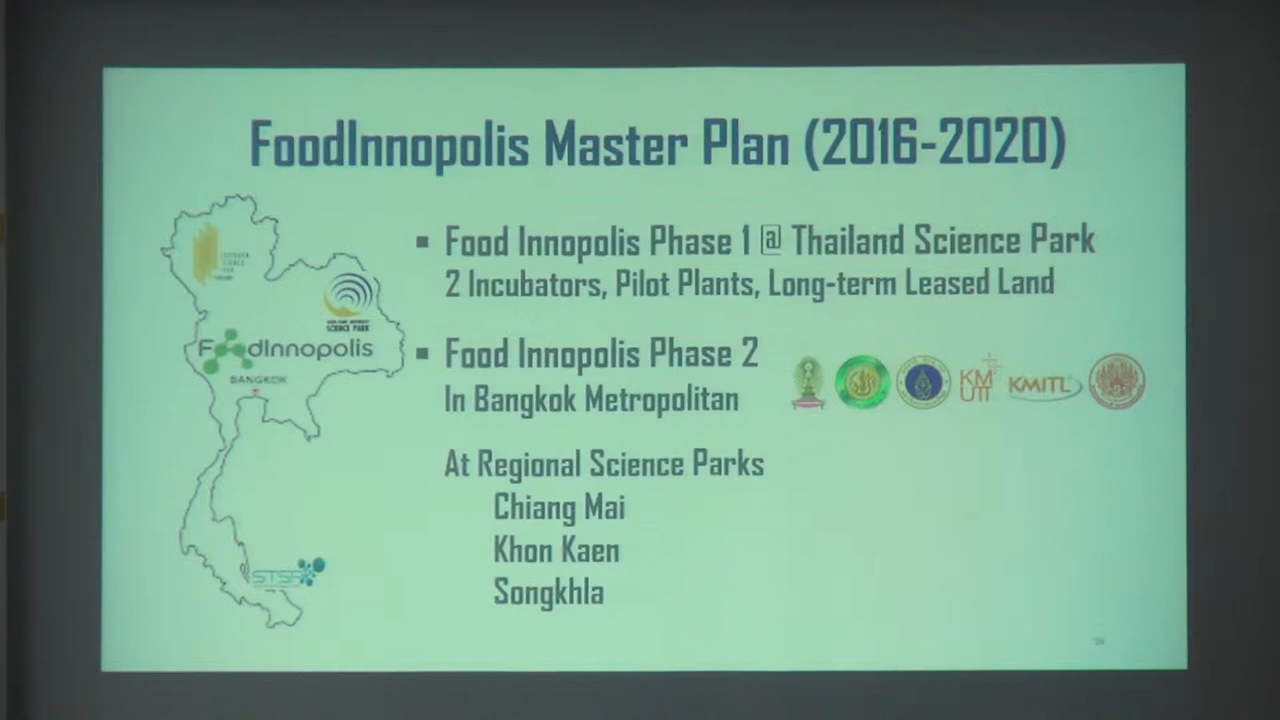 FoodInnopolis Master Plan (2016-2020)
▪ Food Innopolis Phase 1 @ Thailand Science Park
2 Incubators, Pilot Plants, Long-term Leased Land
SCIENCE PARK
FoodInnopolis
BANGKOK
▪ Food Innopolis Phase 2
In Bangkok Metropolitan
KM
UTT
KMITL
At Regional Science Parks
Chiang Mai
Khon Kaen
Songkhla